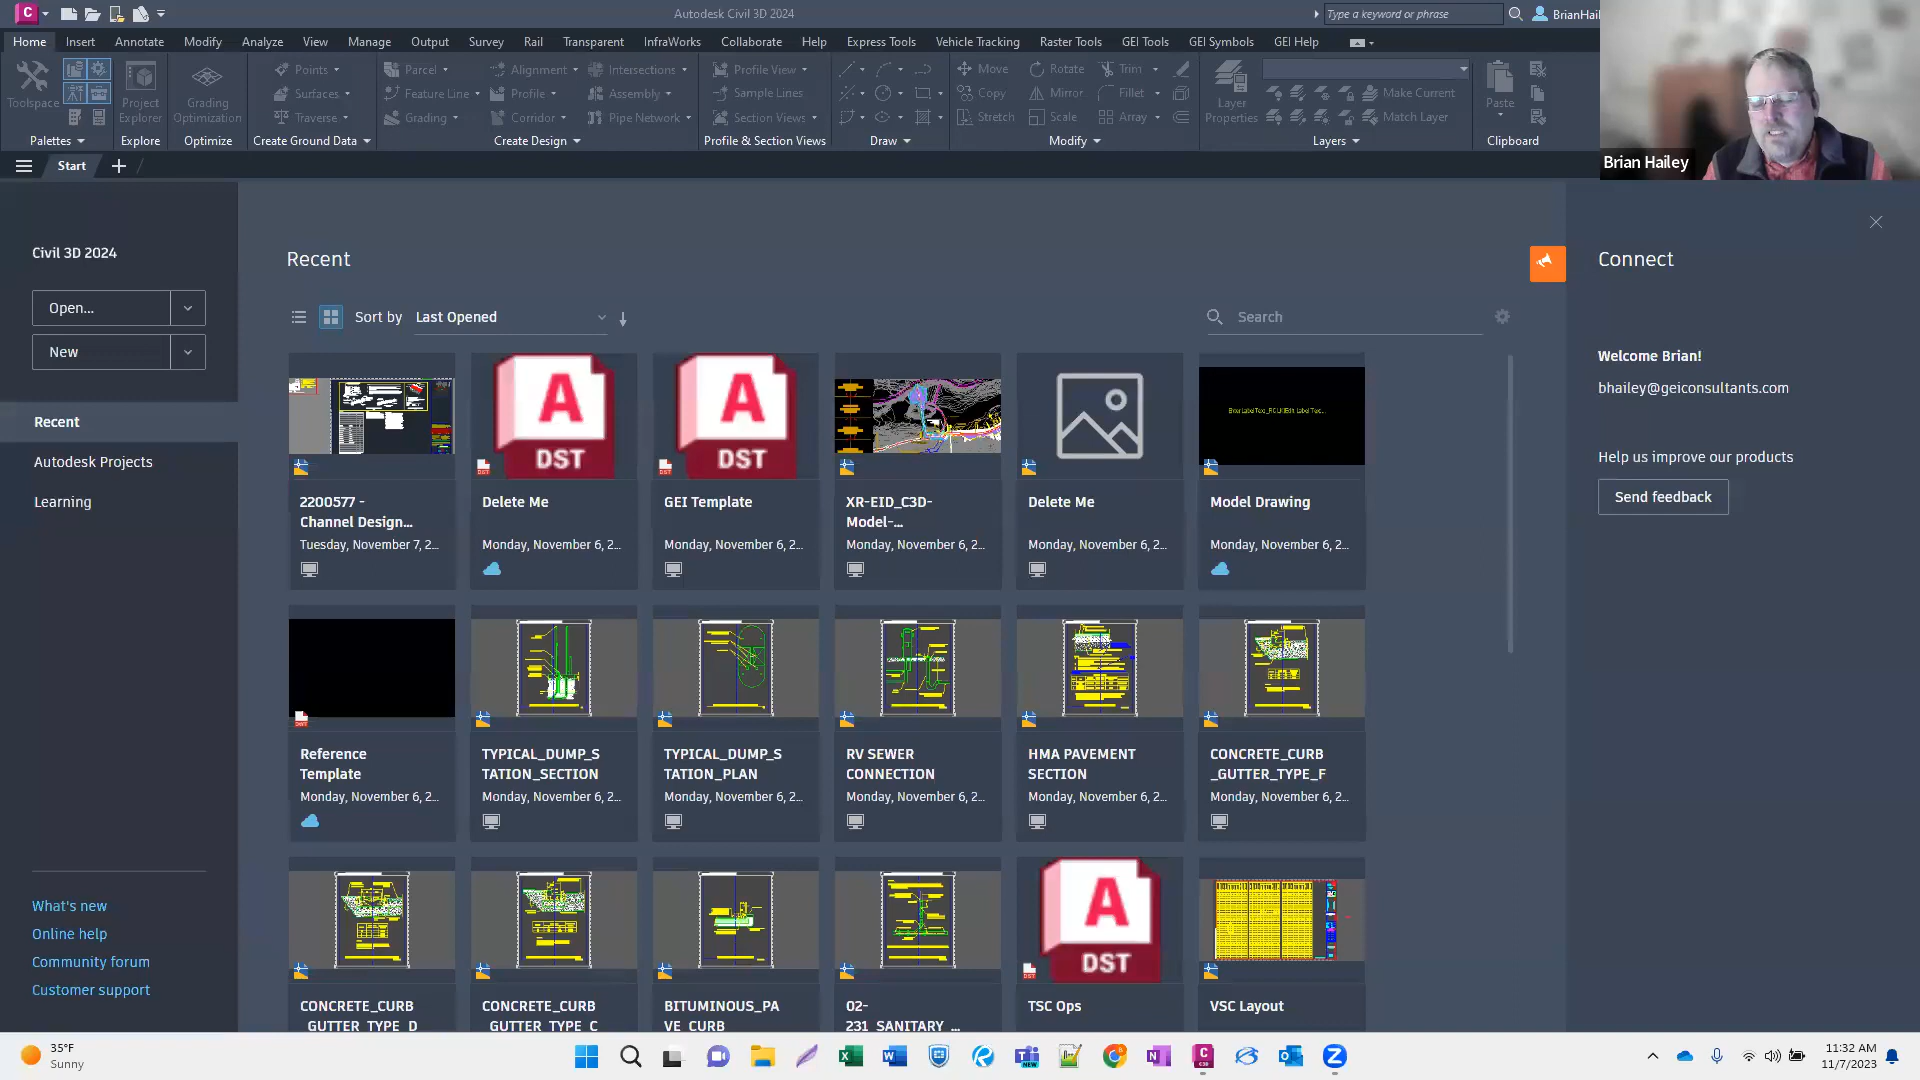 Autodesk Civil 3D 2024
Type a keyword or phrase
BrianHail
Home Insert Annotate Modify Analyze View Manage Output Survey Rail Transparent InfraWorks Collaborate Help Express Tools Vehicle Tracking Raster Tools GEI Tools GEI Symbols GEI Help
Toolspace
Project Explorer
Grading Optimization
Points
Surfaces
Traverse
Parcel
Feature Line
Grading
Alignment
Profile
Corridor
Intersections
Assembly
Pipe Network
Profile View
Sample Lines
Section Views
Move
Copy
Stretch
Rotate
Mirror
Scale
Trim
Fillet
Array
Layer Properties
Make Current
Match Layer
Paste
Palettes Explore Optimize Create Ground Data Create Design Profile & Section Views Draw Modify Layers Clipboard
Brian Hailey
Start
Civil 3D 2024
Open...
New
Recent
Autodesk Projects
Learning
What's new
Online help
Community forum
Customer support
Recent
Sort by Last Opened
Search
DST
DST
2200577 -
Channel Design...
Tuesday, November 7, 2...
Delete Me
Monday, November 6, 2...
GEI Template
Monday, November 6, 2...
XR-EID_C3D-
Model-...
Monday, November 6, 2...
Delete Me
Monday, November 6, 2...
Model Drawing
Monday, November 6, 2...
Reference
Template
Monday, November 6, 2...
TYPICAL_DUMP_S
TATION_SECTION
Monday, November 6, 2...
TYPICAL_DUMP_S
TATION_PLAN
Monday, November 6, 2...
RV SEWER
CONNECTION
Monday, November 6, 2...
HMA PAVEMENT
SECTION
Monday, November 6, 2...
CONCRETE_CURB
_GUTTER_TYPE_F
Monday, November 6, 2...
DST
CONCRETE_CURB
_GUTTER_TYPE_D
CONCRETE_CURB
_GUTTER_TYPE_C
BITUMINOUS_PA
VE_CURB
02-
231_SANITARY_...
TSC Ops
VSC Layout
Connect
Welcome Brian!
bhailey@geiconsultants.com
Help us improve our products
Send feedback
35°F
Sunny
11:32 AM
11/7/2023